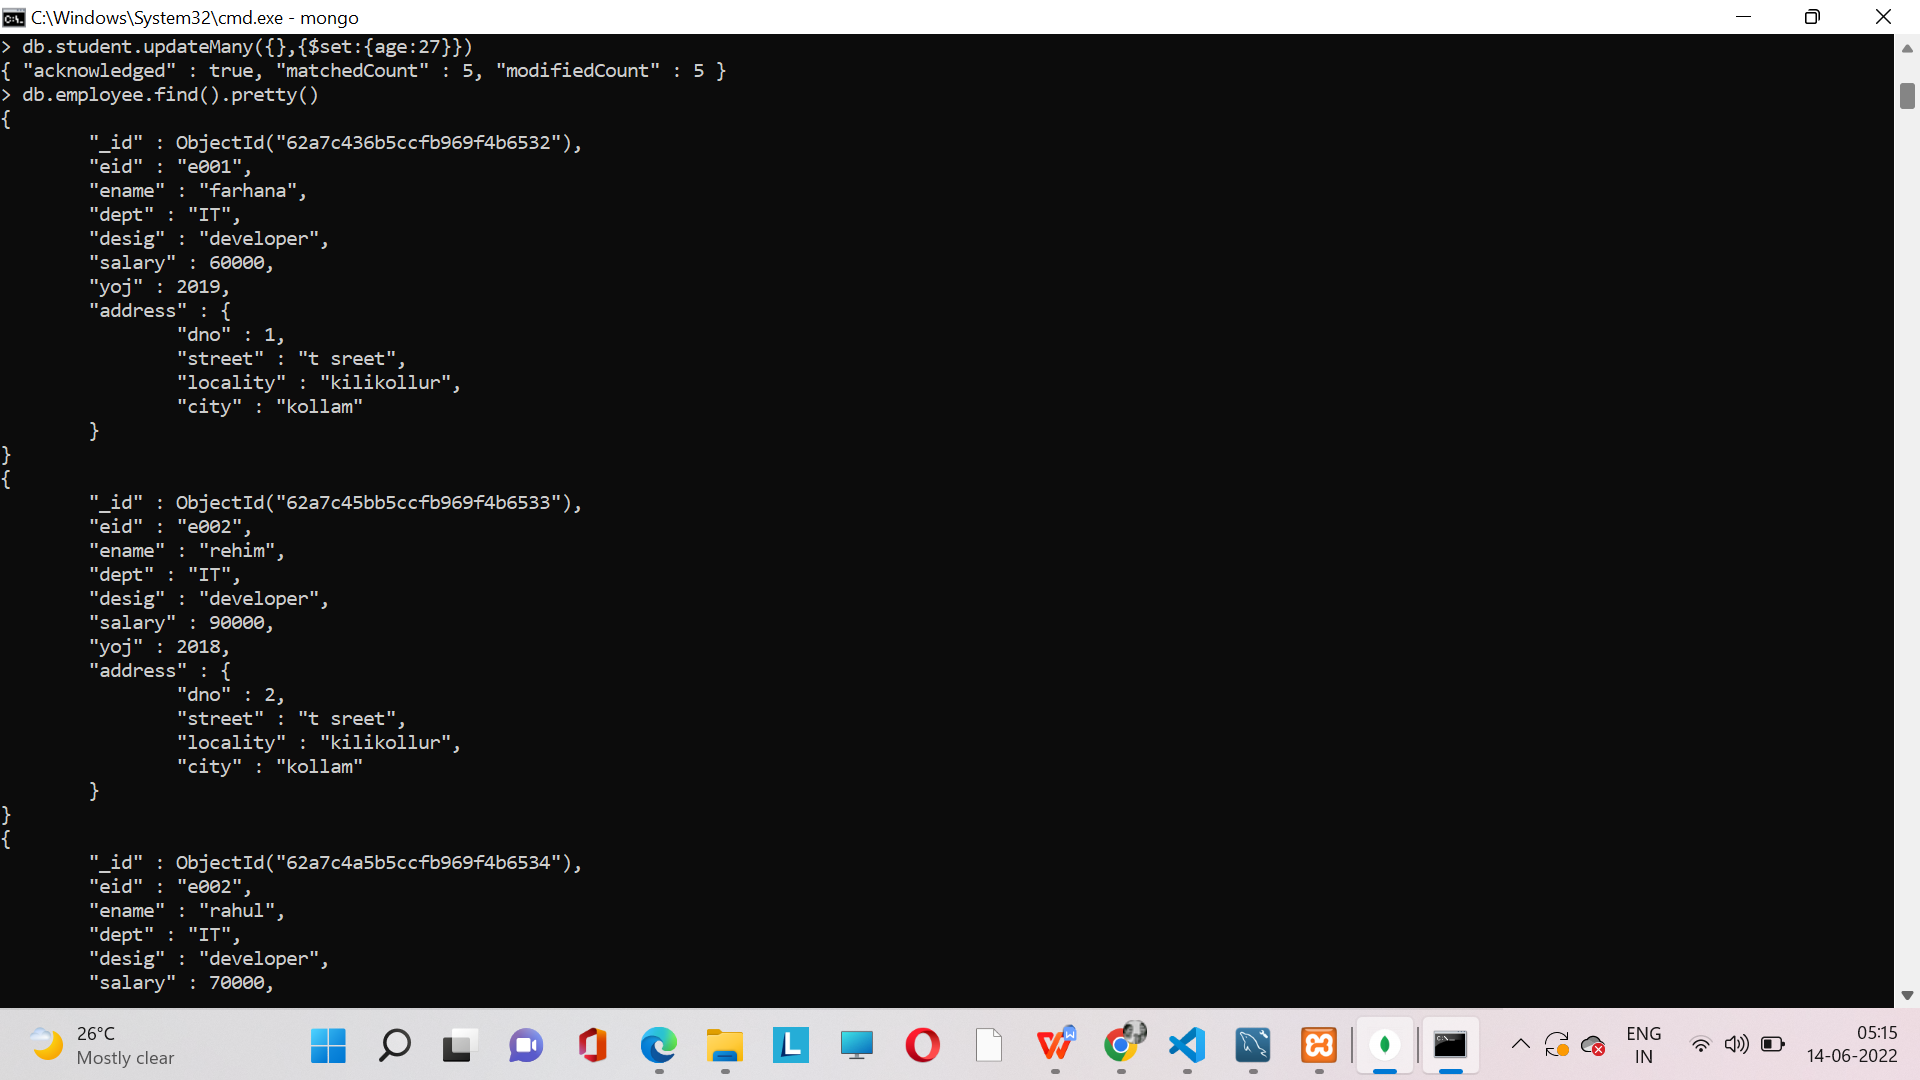 C:\Windows\System32\cmd.exe - mongo
> db.student.updateMany({},{$set:{age:27}})
{ "acknowledged" : true, "matchedCount" : 5, "modifiedCount" : 5 }
> db.employee.find().pretty()
{
        "_id" : ObjectId("62a7c436b5ccfb969f4b6532"),
        "eid" : "e001",
        "ename" : "farhana",
        "dept" : "IT",
        "desig" : "developer",
        "salary" : 60000,
        "yoj" : 2019,
        "address" : {
                "dno" : 1,
                "street" : "t sreet",
                "locality" : "kilikollur",
                "city" : "kollam"
        }
}
{
        "_id" : ObjectId("62a7c45bb5ccfb969f4b6533"),
        "eid" : "e002",
        "ename" : "rehim",
        "dept" : "IT",
        "desig" : "developer",
        "salary" : 90000,
        "yoj" : 2018,
        "address" : {
                "dno" : 2,
                "street" : "t sreet",
                "locality" : "kilikollur",
                "city" : "kollam"
        }
}
{
        "_id" : ObjectId("62a7c4a5b5ccfb969f4b6534"),
        "eid" : "e002",
        "ename" : "rahul",
        "dept" : "IT",
        "desig" : "developer",
        "salary" : 70000,
26°C
Mostly clear
ENG
IN
05:15
14-06-2022